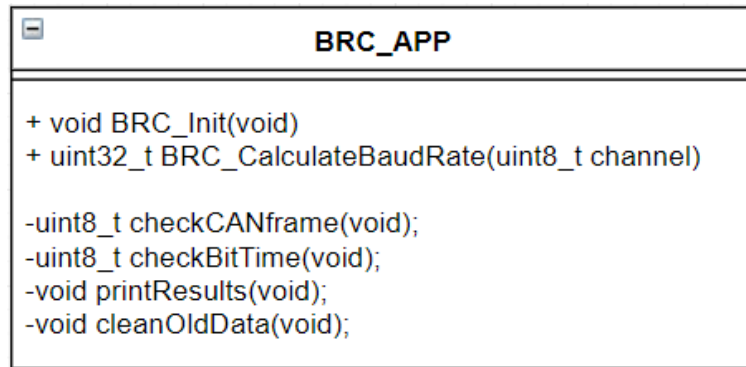 BRC_APP
+ void BRC_Init(void)
+ uint32_t BRC_CalculateBaudRate(uint8_t channel)
-uint8_t checkCANframe(void);
-uint8_t checkBitTime(void);
-void printResults(void);
-void cleanOldData(void);